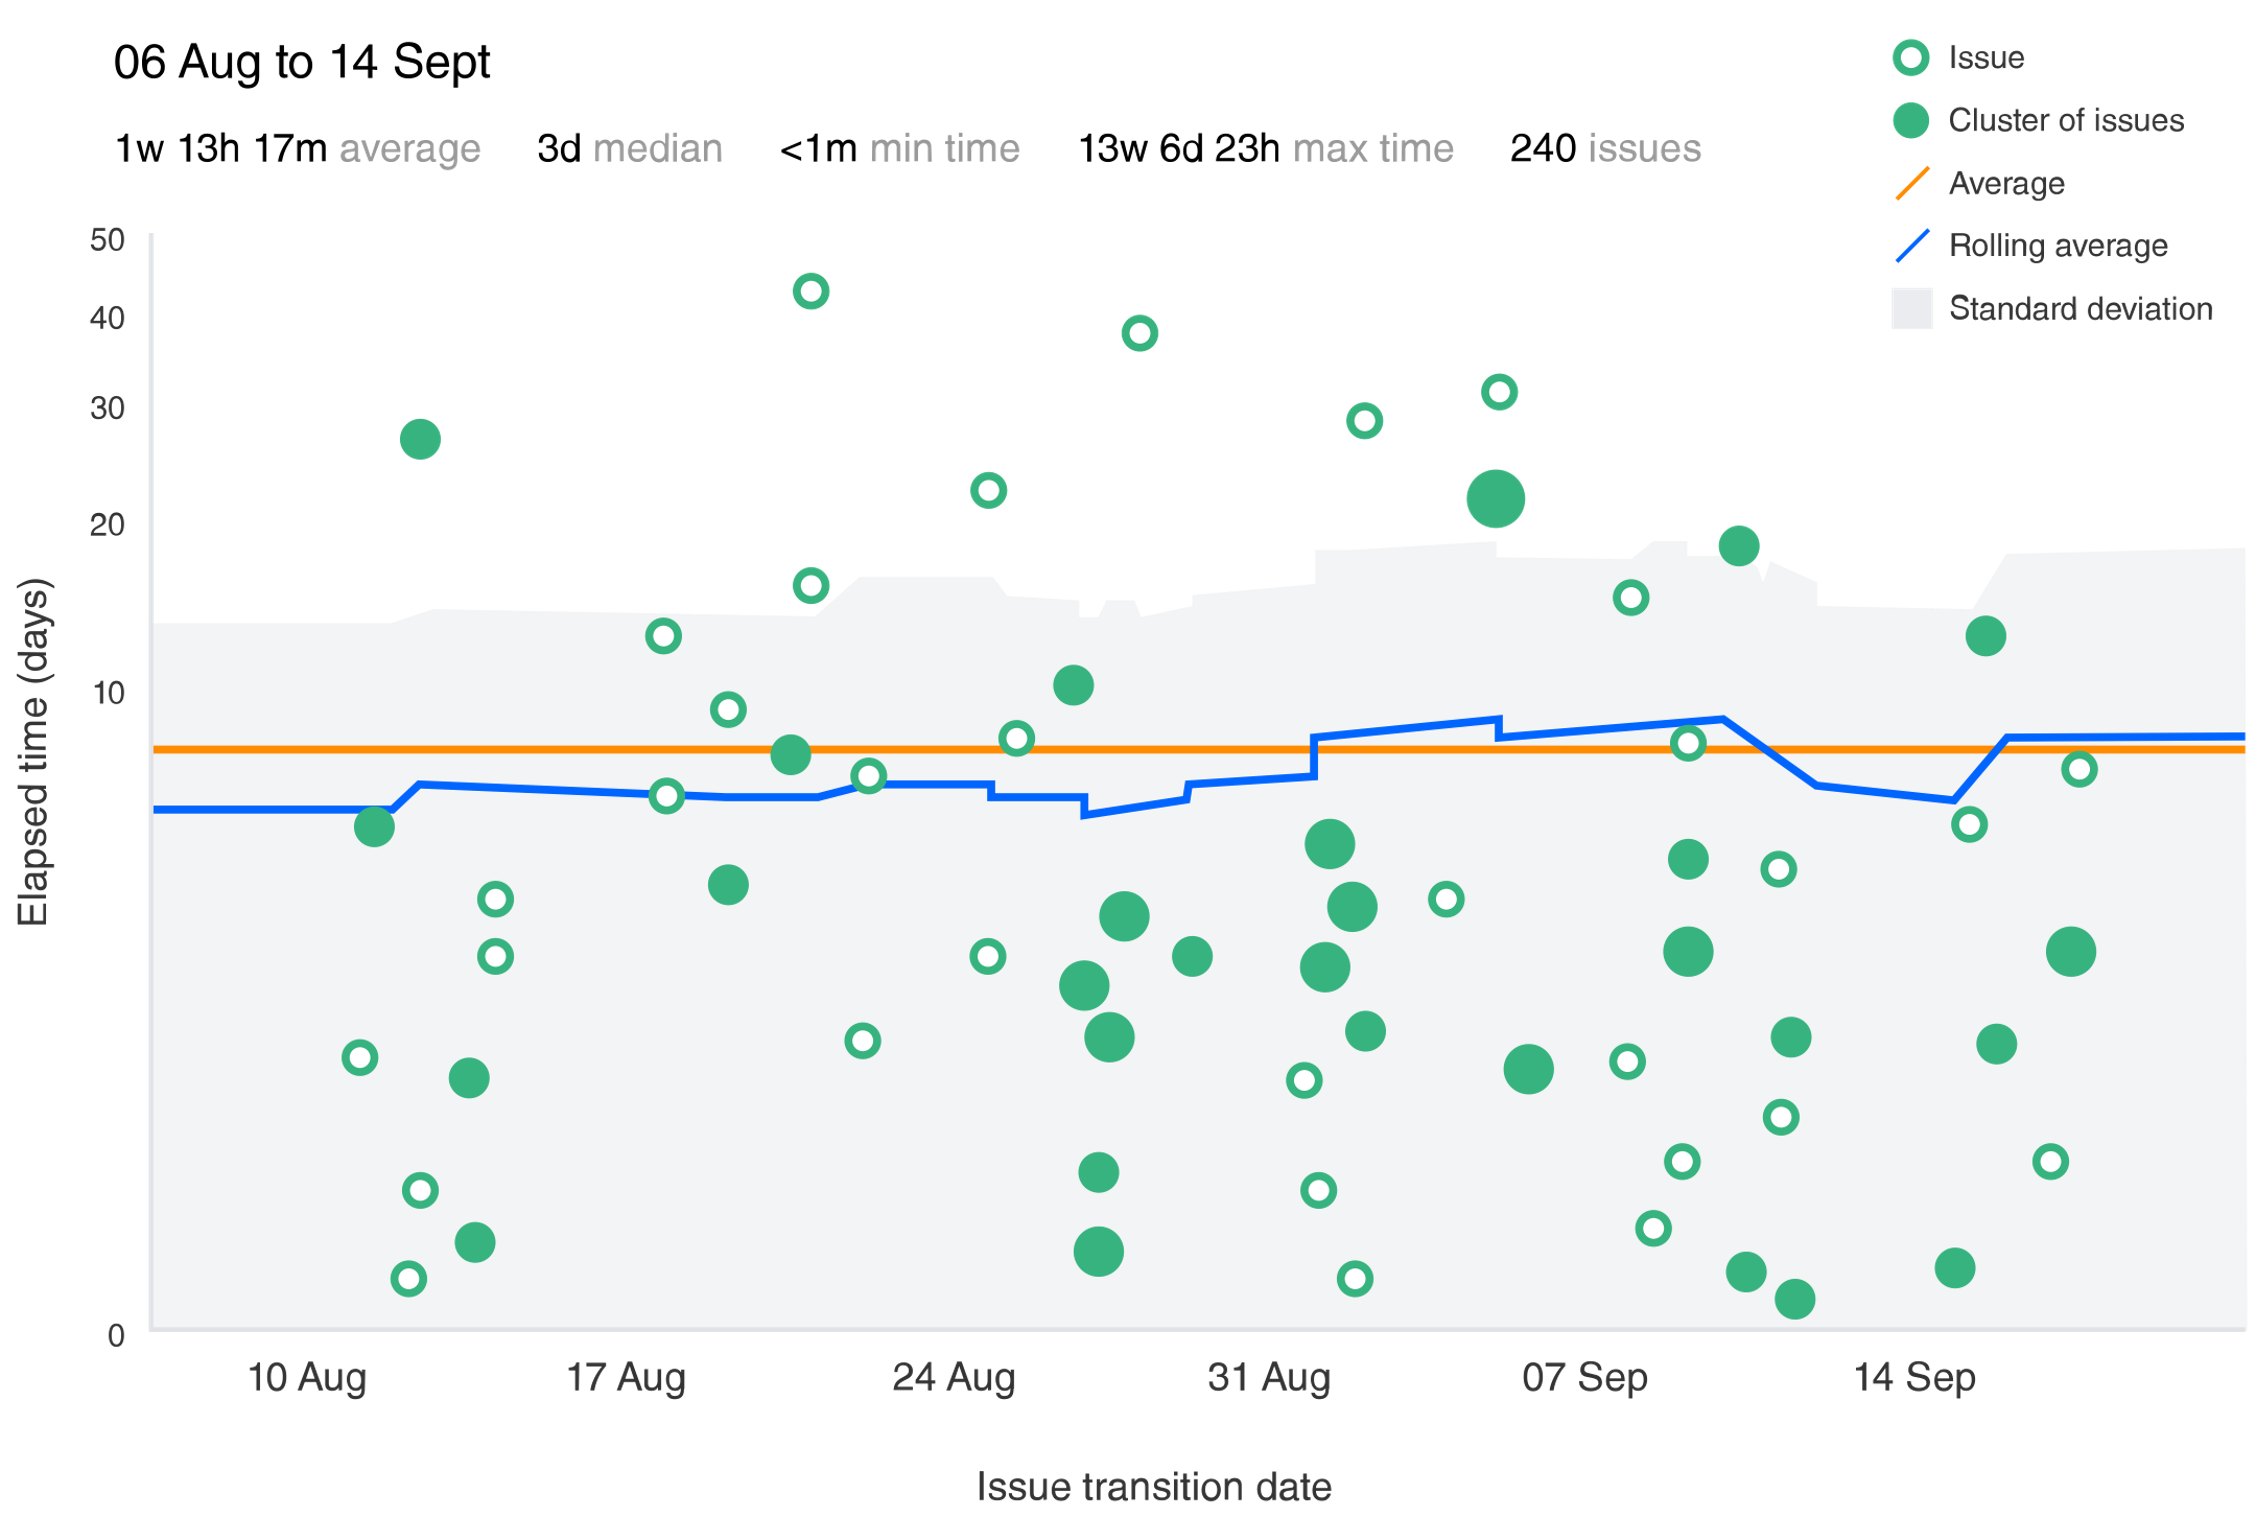 06 Aug to 14 Sept
1w 13h 17m average 3d median <1m min time 13w 6d 23h max time 240 issues
Issue
Cluster of issues
Average
Rolling average
Standard deviation
50
40
30
20
10
0
Elapsed time (days)
10 Aug 17 Aug 24 Aug 31 Aug 07 Sep 14 Sep
Issue transition date